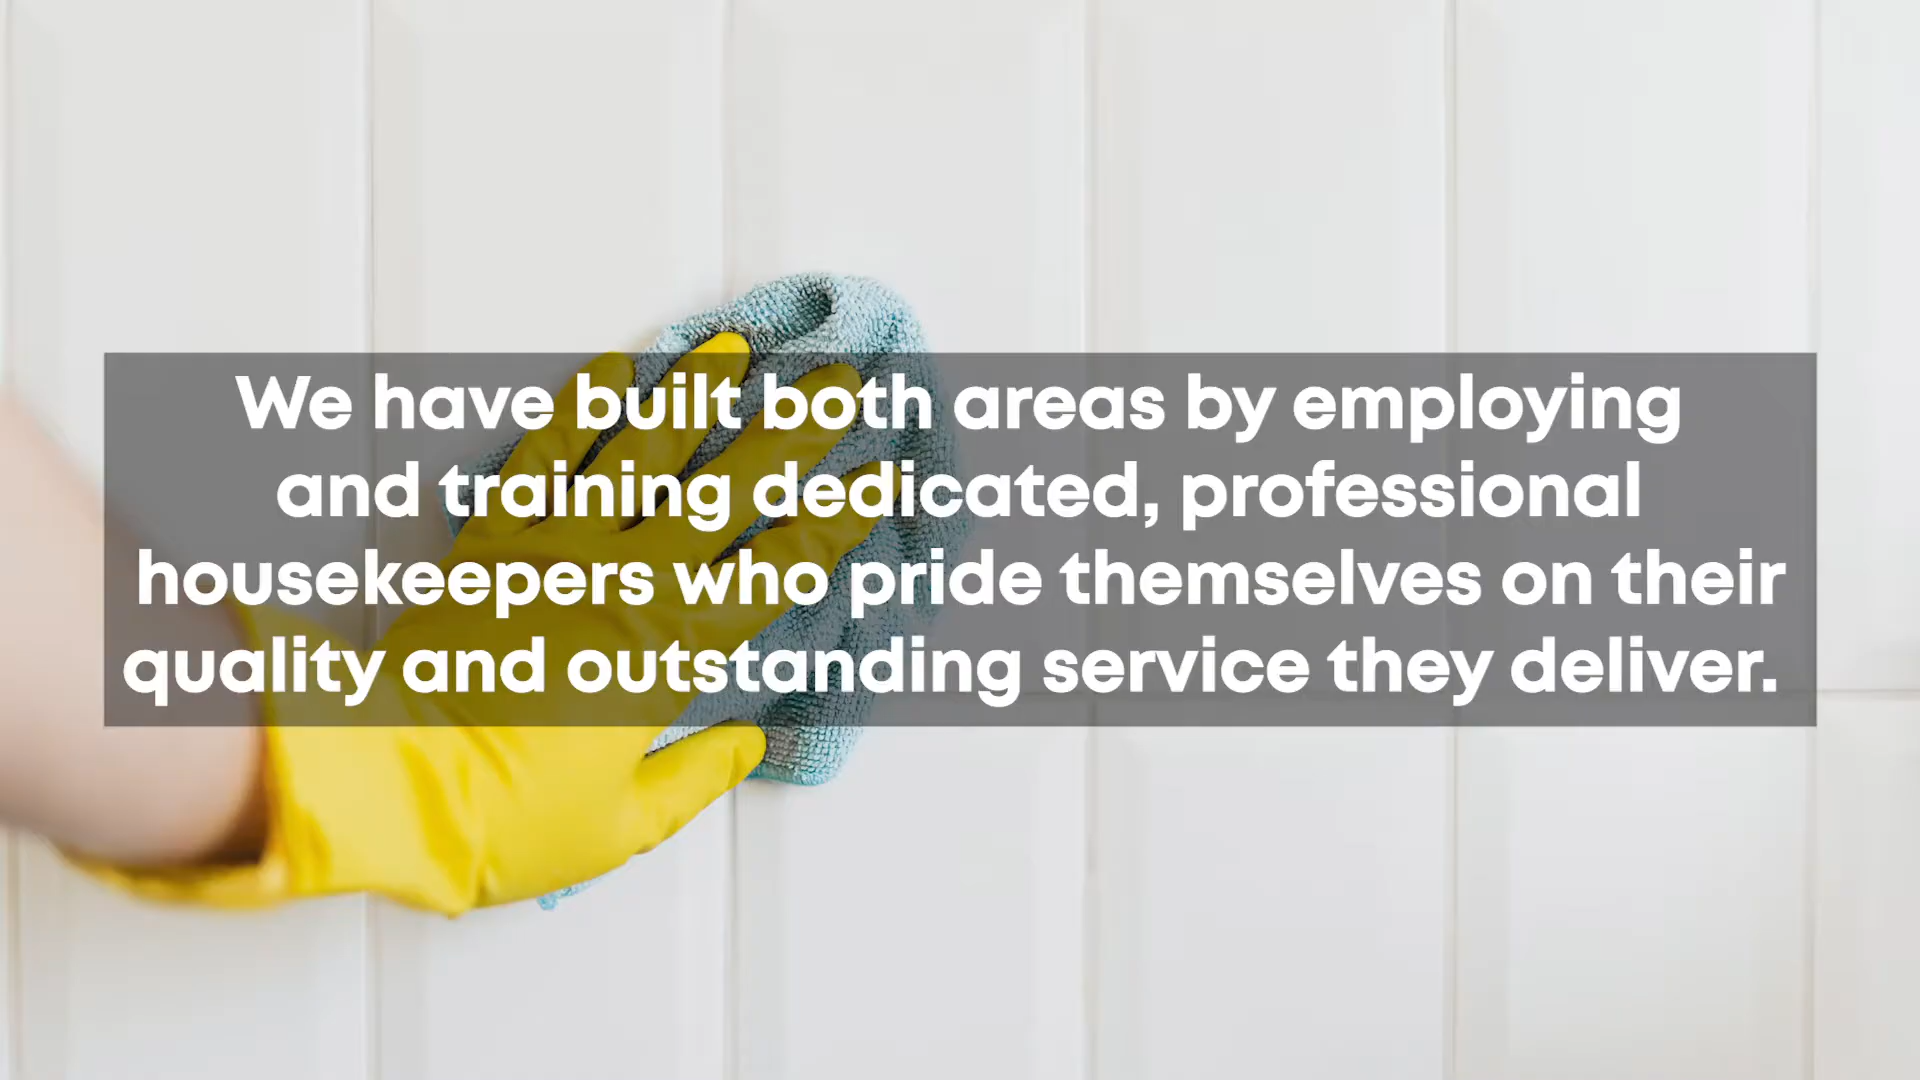 We have built both areas by employing
and training dedicated, professional
housekeepers who pride themselves on their
quality and outstanding service they deliver.